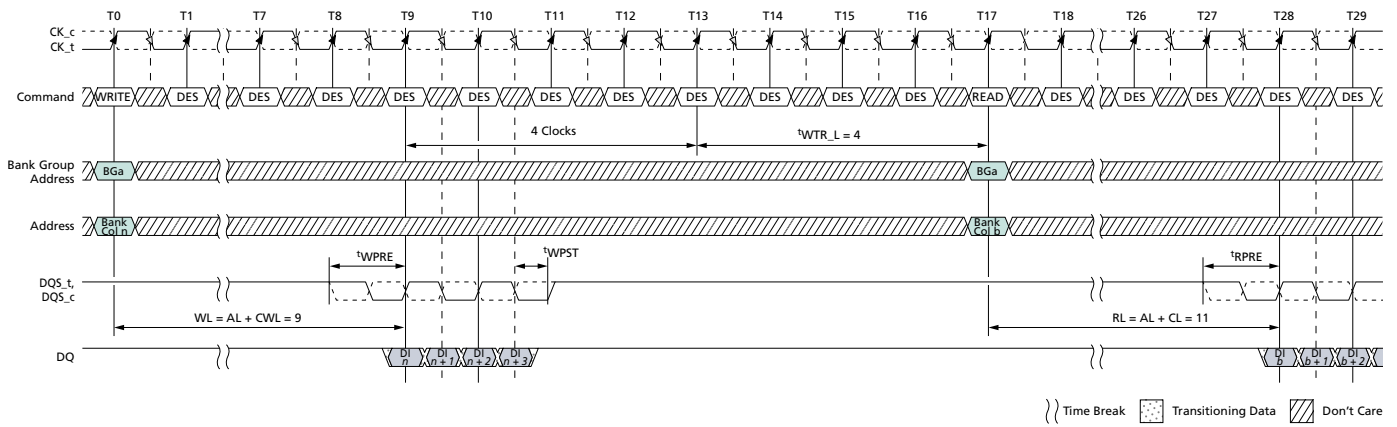 T0 T1 T7 T8 T9 T10 T11 T12 T13 T14 T15 T16 T17 T18 T26 T27 T28 T29
CK_c
CK_t
Command WRITE DES DES DES DES DES DES DES DES DES DES DES READ DES DES DES DES DES
4 Clocks tWTR_L = 4
Bank Group
Address BGa BGa
Address Bank Col n Bank Col b
tWPRE tWPST tRPRE
DQS_t,
DQS_c
WL = AL + CWL = 9 RL = AL + CL = 11
DQ DI n DI n + 1 DI n + 2 DI n + 3 DI b DI b + 1 DI b + 2
Time Break Transitioning Data Don't Care